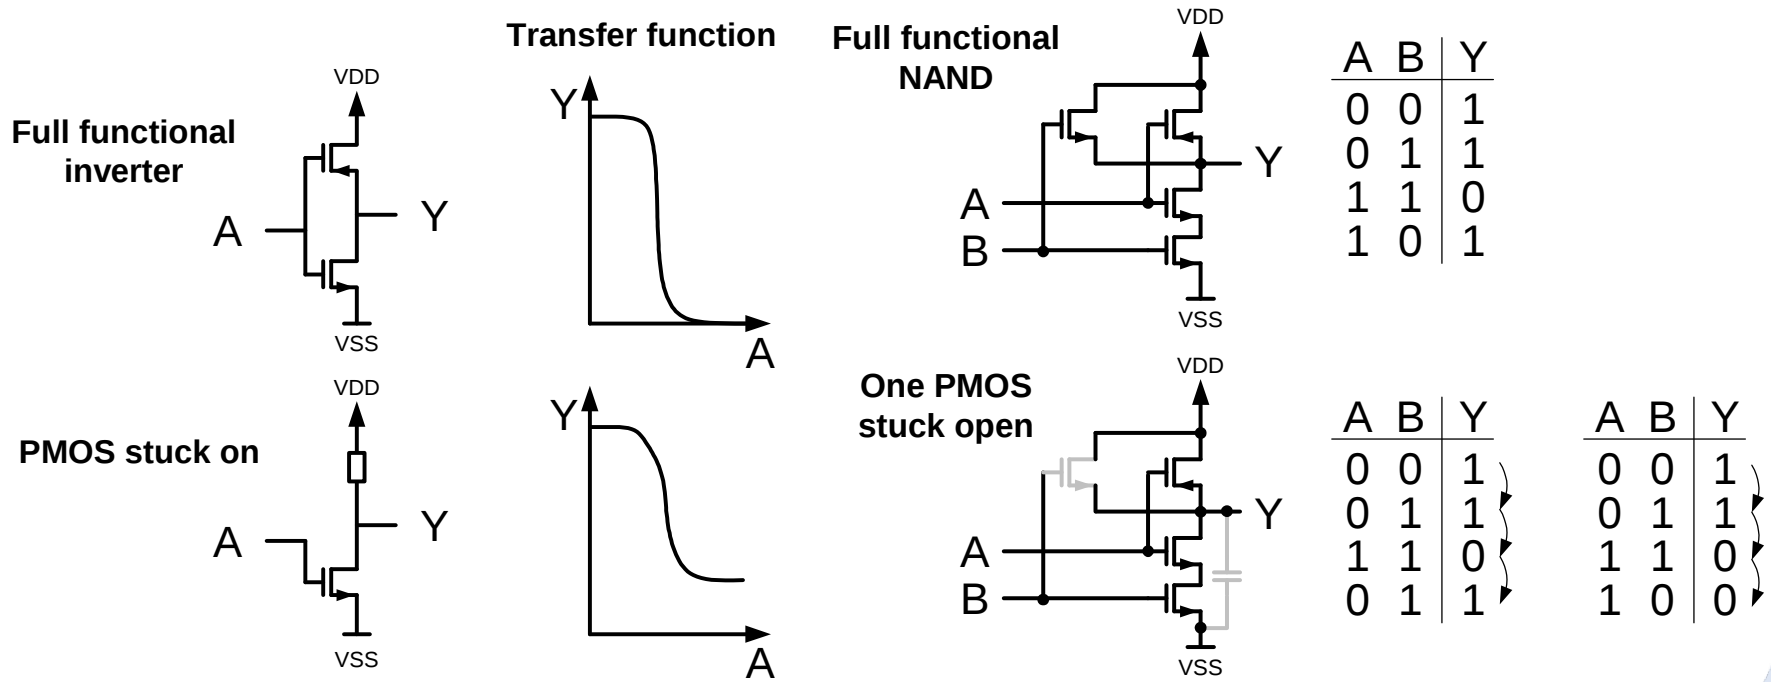 Full functional
inverter
VDD
A
Y
VSS
Transfer function
Y
A
Full functional
NAND
VDD
A
B
Y
VSS
A B Y
0 0 1
0 1 1
1 1 0
1 0 1
PMOS stuck on
VDD
A
Y
VSS
Y
A
One PMOS
stuck open
VDD
A
B
Y
VSS
A B Y
0 0 1
0 1 1
1 1 0
0 1 1
A B Y
0 0 1
0 1 1
1 1 0
1 0 0